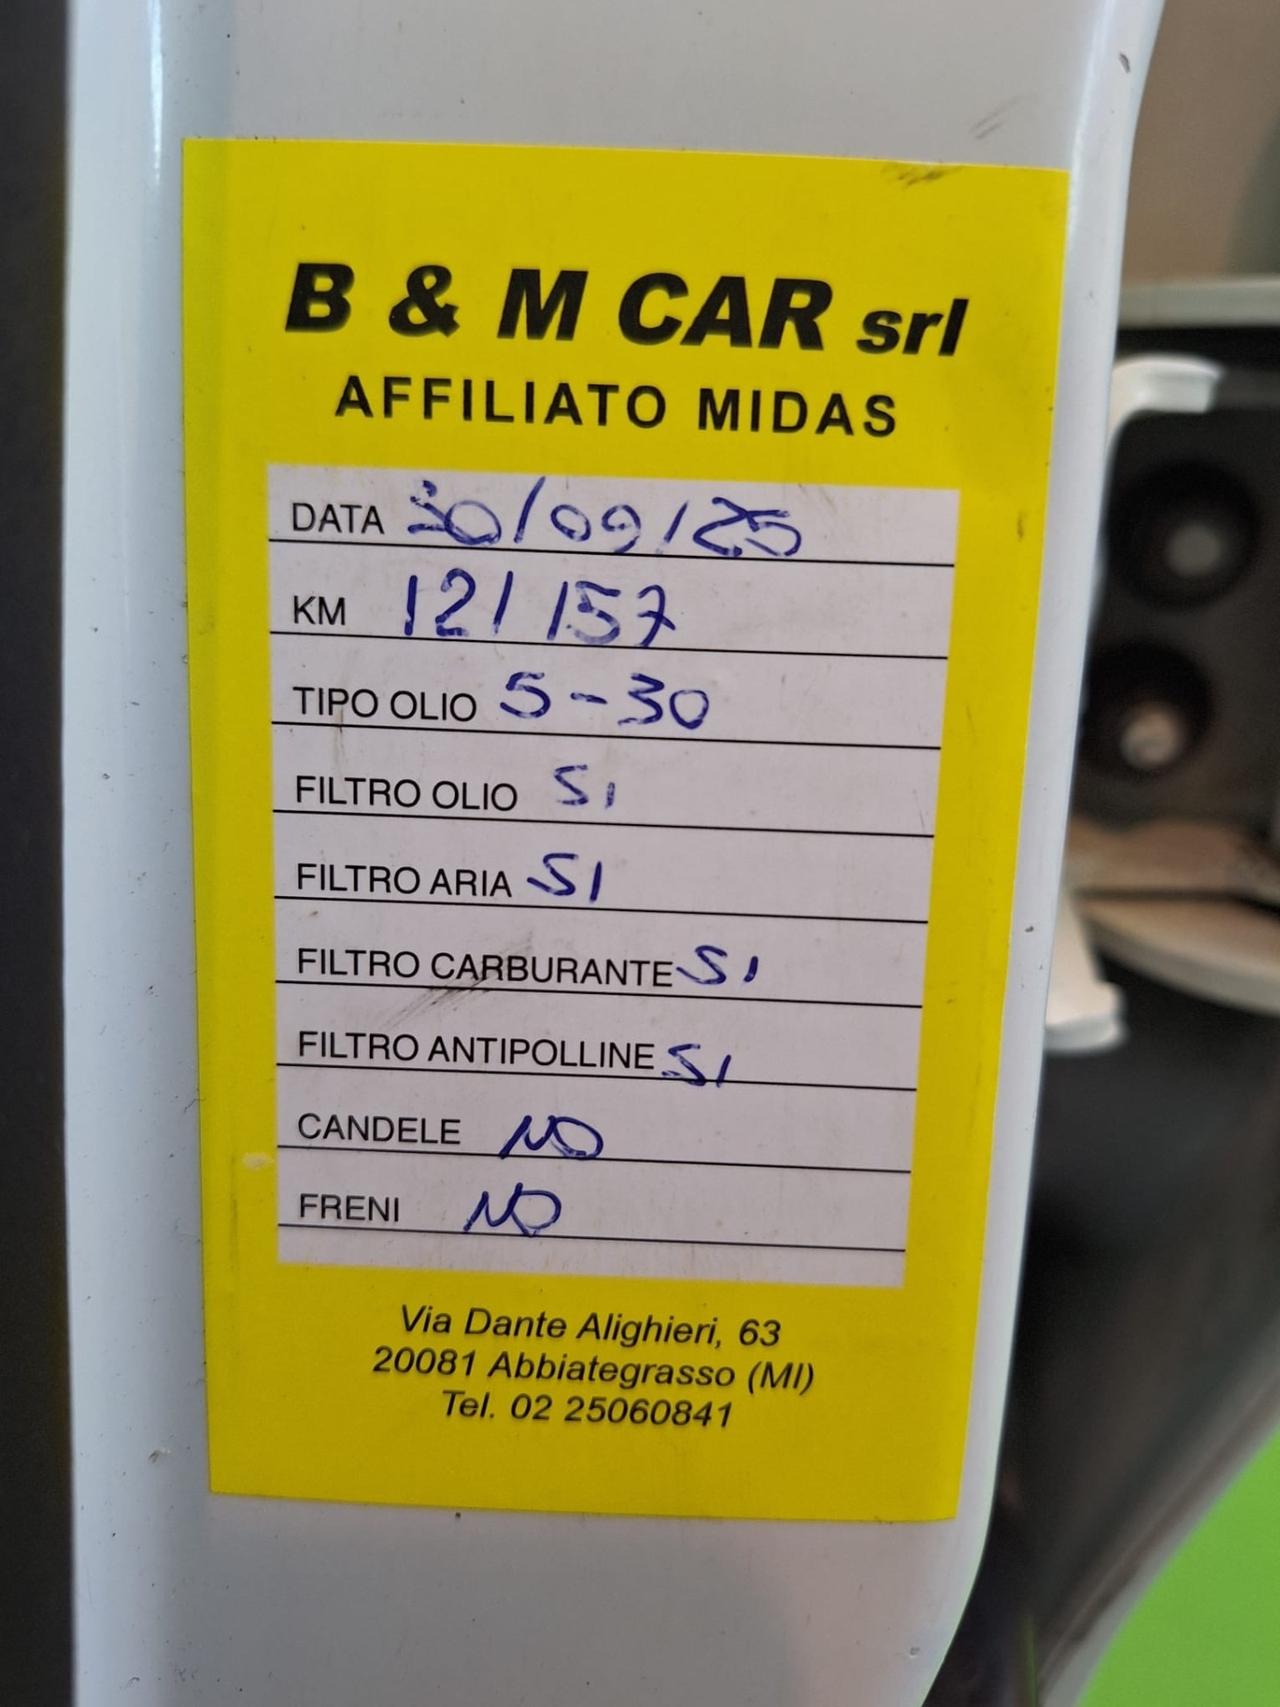 B & M CAR srl
AFFILIATO MIDAS
DATA 30/09/25
KM 121157
TIPO OLIO 5-30
FILTRO OLIO SI
FILTRO ARIA SI
FILTRO CARBURANTE SI
FILTRO ANTIPOLLINE SI
CANDELE NO
FRENI NO
Via Dante Alighieri, 63
20081 Abbiategrasso (MI)
Tel. 02 25060841